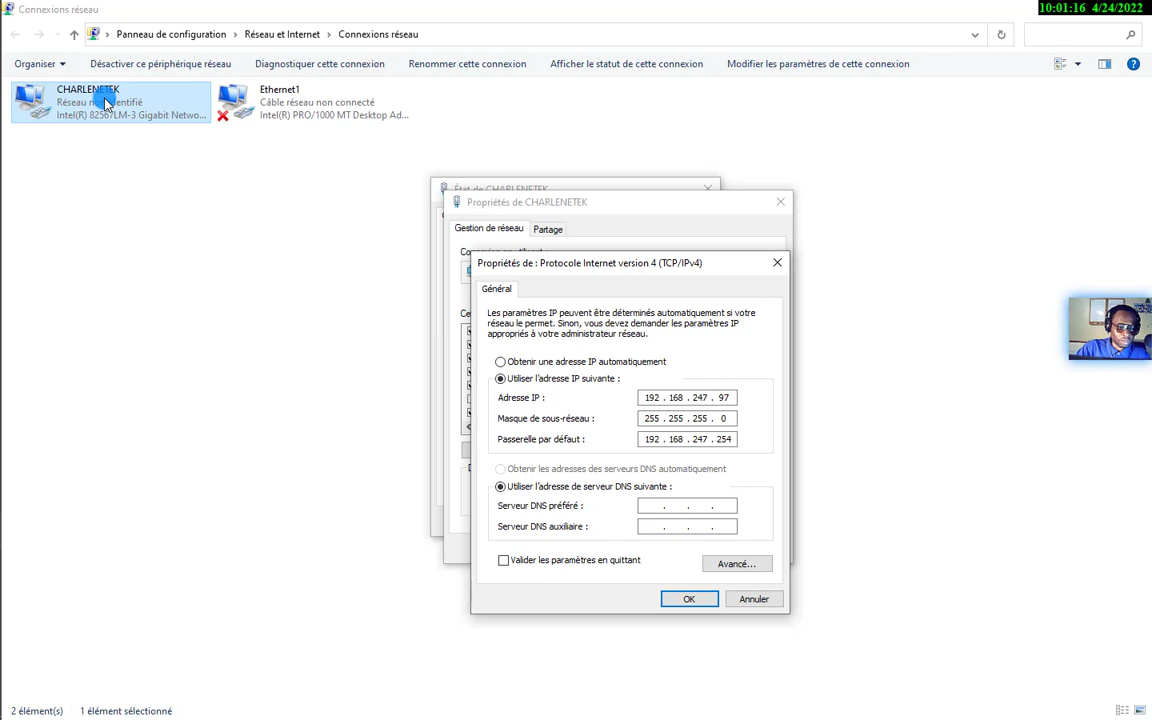 Connexions réseau
10:01:16 4/24/2022
Panneau de configuration › Réseau et Internet › Connexions réseau
Organiser Désactiver ce périphérique réseau Diagnostiquer cette connexion Renommer cette connexion Afficher le statut de cette connexion Modifier les paramètres de cette connexion
CHARLENETEK
Réseau non identifié
Intel(R) 82567LM-3 Gigabit Netwo...
Ethernet1
Câble réseau non connecté
Intel(R) PRO/1000 MT Desktop Ad...
État de CHARLENETEK
Propriétés de CHARLENETEK
Gestion de réseau Partage
Propriétés de : Protocole Internet version 4 (TCP/IPv4)
Général
Les paramètres IP peuvent être déterminés automatiquement si votre
réseau le permet. Sinon, vous devez demander les paramètres IP
appropriés à votre administrateur réseau.
Obtenir une adresse IP automatiquement
Utiliser l'adresse IP suivante :
Adresse IP : 192 . 168 . 247 . 97
Masque de sous-réseau : 255 . 255 . 255 . 0
Passerelle par défaut : 192 . 168 . 247 . 254
Obtenir les adresses des serveurs DNS automatiquement
Utiliser l'adresse de serveur DNS suivante :
Serveur DNS préféré : . . .
Serveur DNS auxiliaire : . . .
Valider les paramètres en quittant
Avancé...
OK Annuler
2 élément(s) 1 élément sélectionné